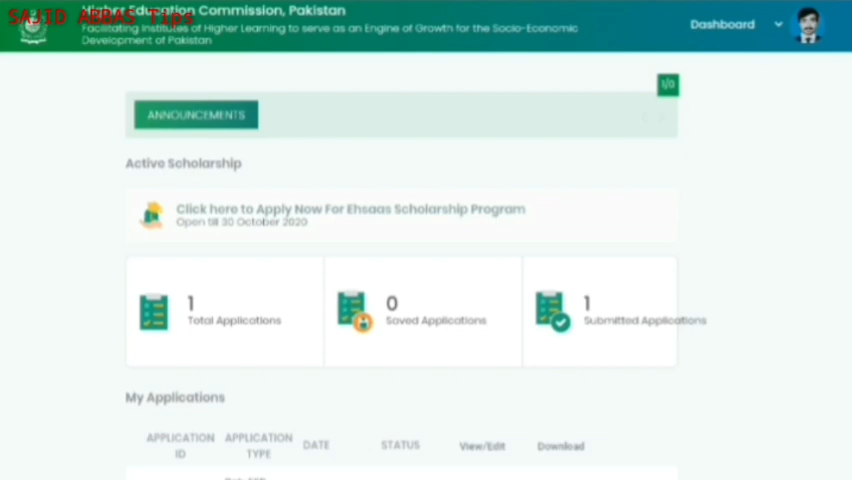 SAJID ABBAS Tips
Higher Education Commission, Pakistan
Facilitating Institutes of Higher Learning to serve as an Engine of Growth for the Socio-Economic
Development of Pakistan
Dashboard
1/0
ANNOUNCEMENTS
Active Scholarship
Click here to Apply Now For Ehsaas Scholarship Program
Open till 30 October 2020
1
Total Applications
0
Saved Applications
1
Submitted Applications
My Applications
APPLICATION ID
APPLICATION TYPE
DATE
STATUS
View/Edit
Download